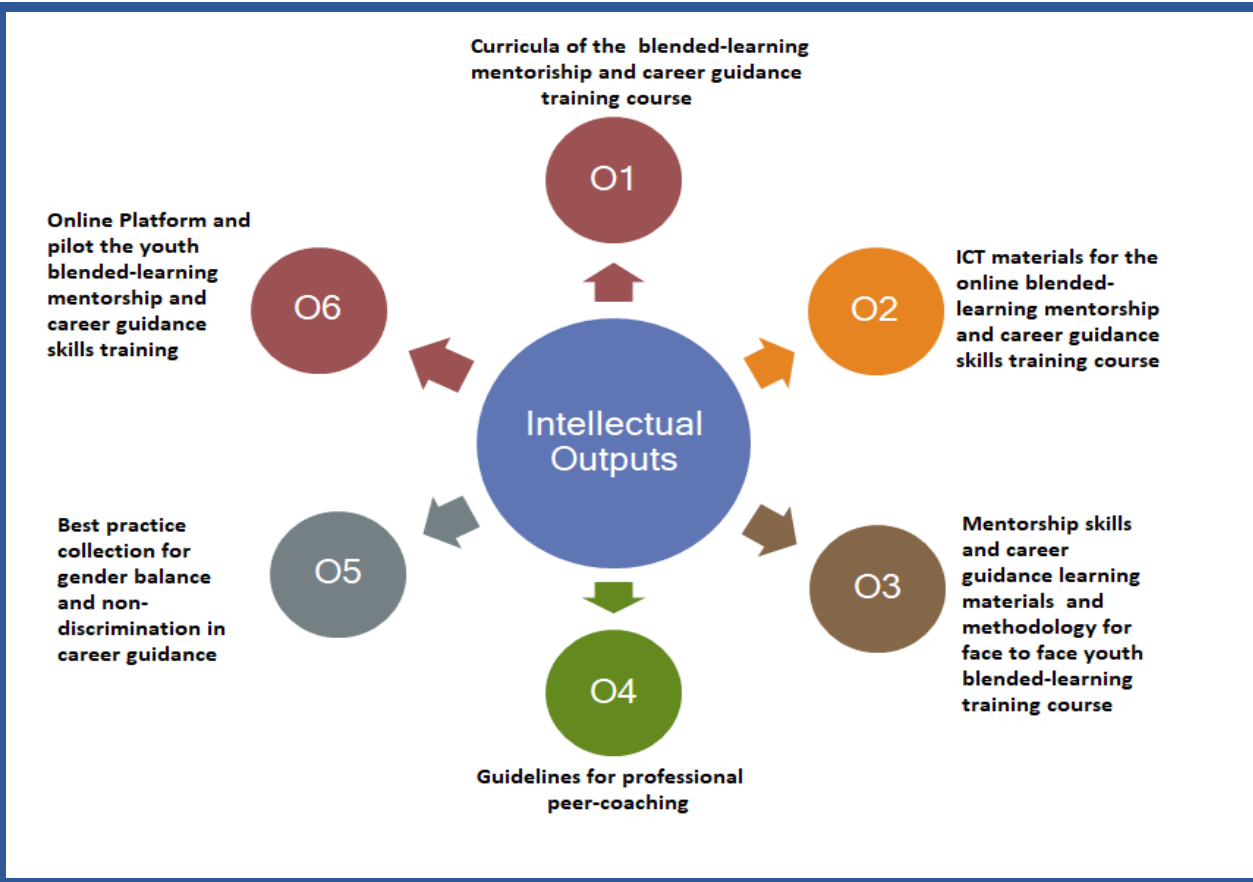 Curricula of the blended-learning
mentoriship and career guidance
training course
O1
Online Platform and
pilot the youth
blended-learning
mentorship and
career guidance
skills training
O6
O2
ICT materials for the
online blended-
learning mentorship
and career guidance
skills training course
Intellectual
Outputs
Best practice
collection for
gender balance
and non-
discrimination in
career guidance
O5
O3
Mentorship skills
and career
guidance learning
materials and
methodology for
face to face youth
blended-learning
training course
O4
Guidelines for professional
peer-coaching